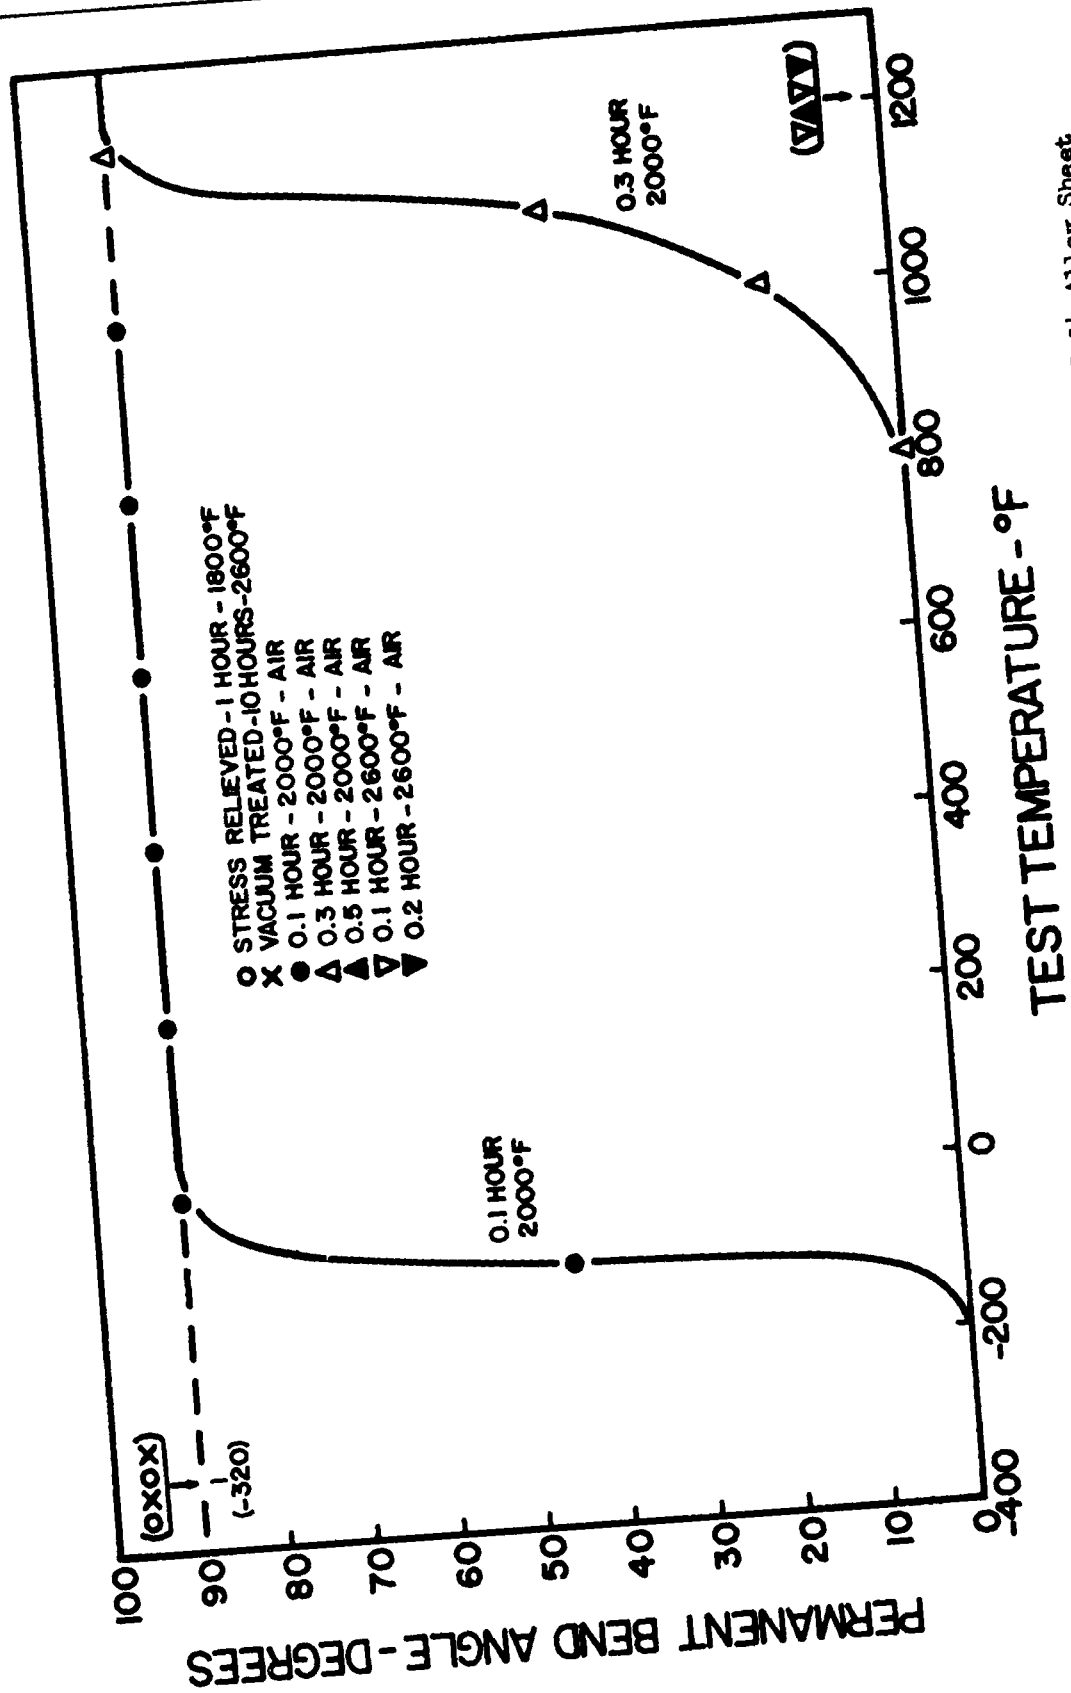 PERMANENT BEND ANGLE-DEGREES
100
90
80
70
60
50
40
30
20
10
0
(OXOX)
(-320)
O STRESS RELIEVED-1 HOUR-1800°F
X VACUUM TREATED-10HOURS-2600°F
● 0.1 HOUR-2000°F-AIR
△ 0.3 HOUR-2000°F-AIR
▲ 0.5 HOUR-2000°F-AIR
▽ 0.1 HOUR-2600°F-AIR
▼ 0.2 HOUR-2600°F-AIR
0.1 HOUR
2000°F
0.3 HOUR
2000°F
(▽▲▽▼)
-400
-200
0
200
400
600
800
1000
1200
TEST TEMPERATURE-°F
Alloy Sheet